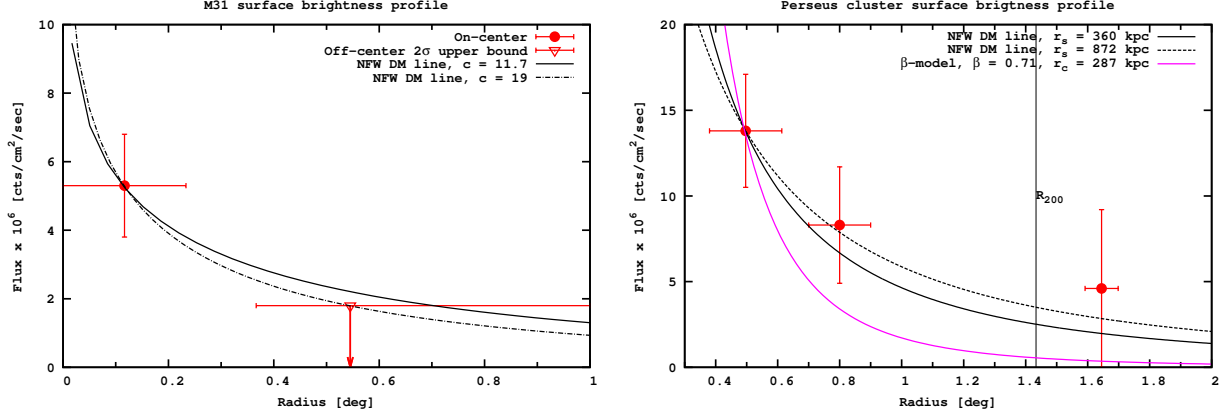 M31 surface brightness profile
On-center
Off-center 2σ upper bound
NFW DM line, c = 11.7
NFW DM line, c = 19
Flux x 10^6 [cts/cm^2/sec]
10
8
6
4
2
0
0
0.2
0.4
0.6
0.8
1
Radius [deg]
Perseus cluster surface brigtness profile
NFW DM line, r_s = 360 kpc
NFW DM line, r_s = 872 kpc
β-model, β = 0.71, r_c = 287 kpc
R_200
Flux x 10^6 [cts/cm^2/sec]
20
15
10
5
0
0.4
0.6
0.8
1
1.2
1.4
1.6
1.8
2
Radius [deg]